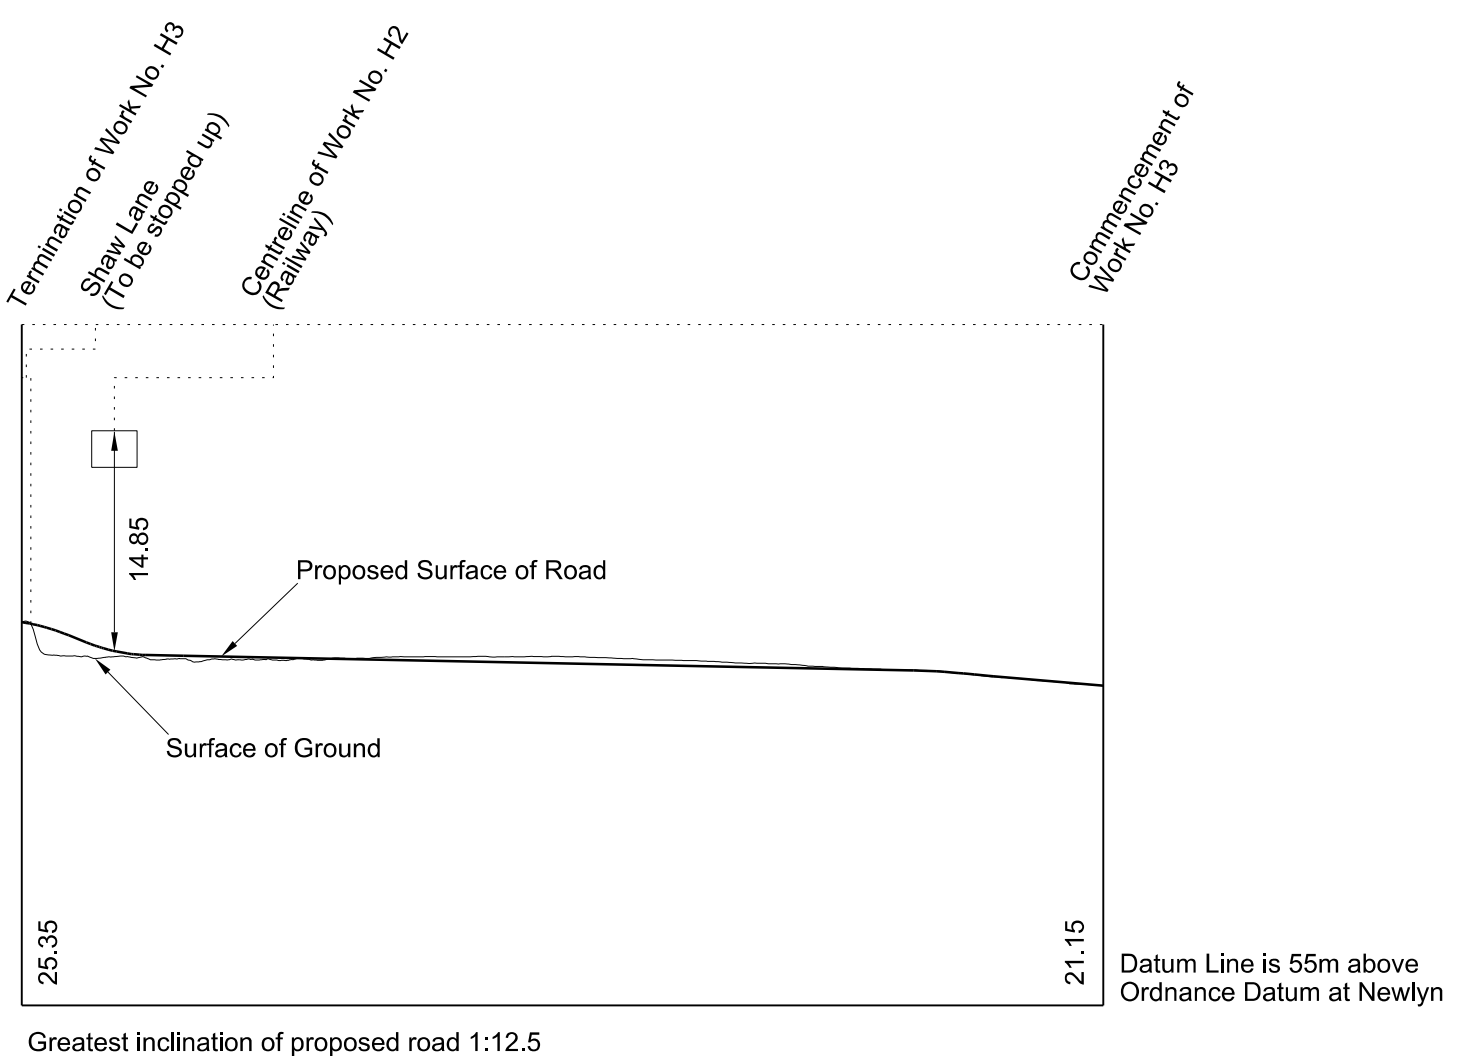 Termination of Work No. H3
Shaw Lane
(To be stopped up)
Centreline of Work No. H2
(Railway)
Commencement of
Work No. H3
14.85
Proposed Surface of Road
Surface of Ground
25.35
21.15
Datum Line is 55m above
Ordnance Datum at Newlyn
Greatest inclination of proposed road 1:12.5